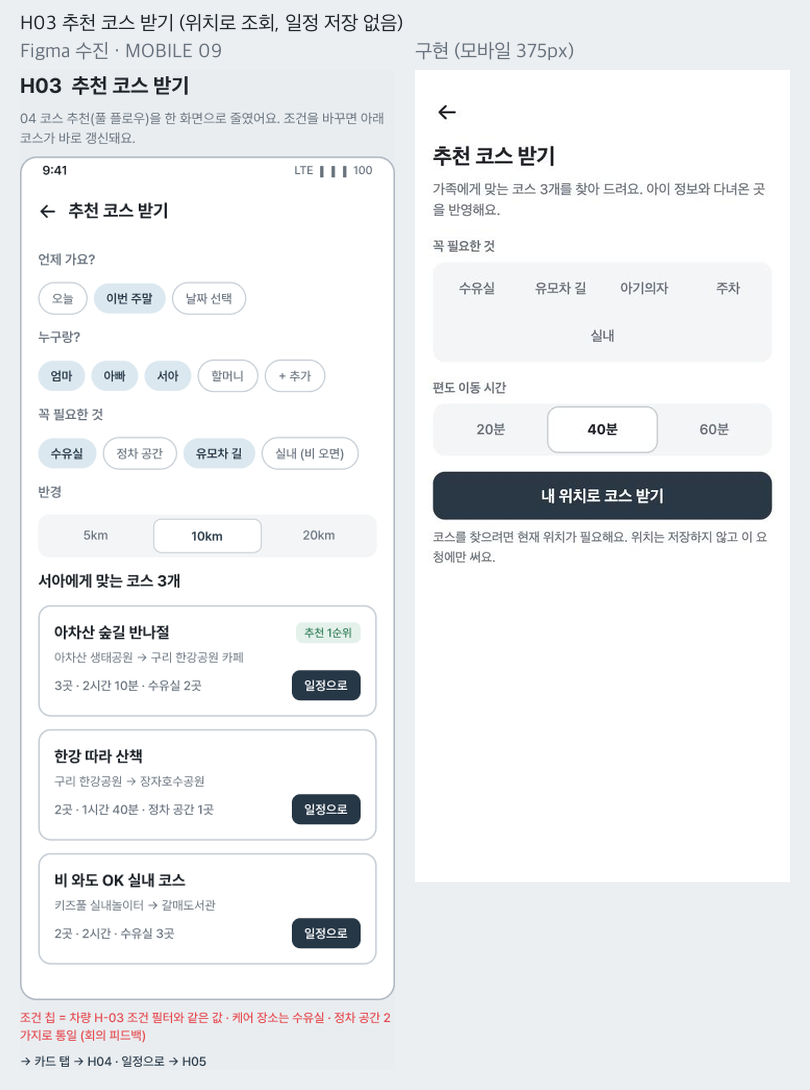 H03 추천 코스 받기 (위치로 조회, 일정 저장 없음)
Figma 수진 · MOBILE 09
H03 추천 코스 받기
04 코스 추천(풀 플로우)을 한 화면으로 줄였어요. 조건을 바꾸면 아래
코스가 바로 갱신돼요.
9:41
LTE ❚ ❚ ❚ 100
← 추천 코스 받기
언제 가요?
오늘
이번 주말
날짜 선택
누구랑?
엄마
아빠
서아
할머니
+ 추가
꼭 필요한 것
수유실
정차 공간
유모차 길
실내 (비 오면)
반경
5km
10km
20km
서아에게 맞는 코스 3개
아차산 숲길 반나절
추천 1순위
아차산 생태공원 → 구리 한강공원 카페
3곳 · 2시간 10분 · 수유실 2곳
일정으로
한강 따라 산책
구리 한강공원 → 장자호수공원
2곳 · 1시간 40분 · 정차 공간 1곳
일정으로
비 와도 OK 실내 코스
키즈풀 실내놀이터 → 갈매도서관
2곳 · 2시간 · 수유실 3곳
일정으로
조건 칩 = 차량 H-03 조건 필터와 같은 값 · 케어 장소는 수유실 · 정차 공간 2
가지로 통일 (회의 피드백)
→ 카드 탭 → H04 · 일정으로 → H05
구현 (모바일 375px)
←
추천 코스 받기
가족에게 맞는 코스 3개를 찾아 드려요. 아이 정보와 다녀온 곳
을 반영해요.
꼭 필요한 것
수유실
유모차 길
아기의자
주차
실내
편도 이동 시간
20분
40분
60분
내 위치로 코스 받기
코스를 찾으려면 현재 위치가 필요해요. 위치는 저장하지 않고 이 요
청에만 써요.